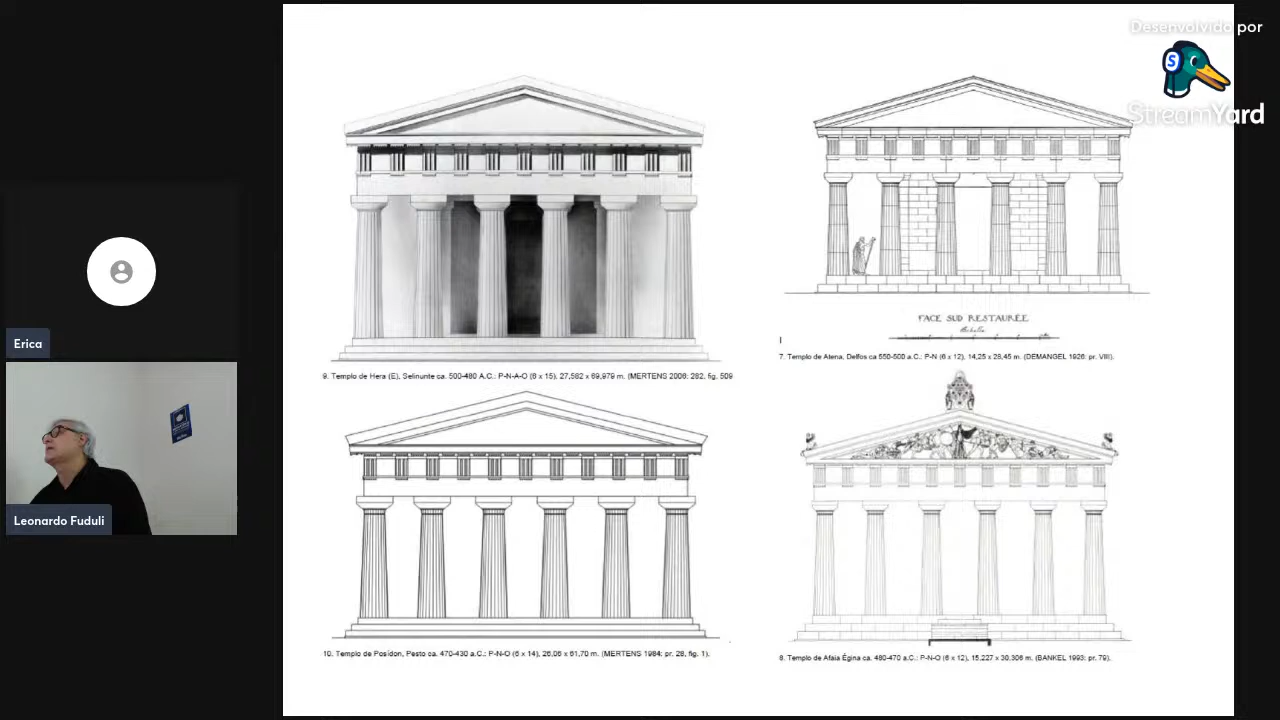 Desenvolvido por
StreamYard
Erica
Leonardo Fuduli
9. Templo de Hera (E), Selinunte ca. 500-480 A.C.: P-N-A-O (6 x 15), 27,582 x 69,979 m. (MERTENS 2006: 282, fig, 509
FACE SUD RESTAURÉE
7. Templo de Atena, Delfos ca 550-500 a.C.: P-N (6 x 12), 14,25 x 28,45 m. (DEMANGEL 1926: pr. VIII).
10. Templo de Posidon, Pesto ca. 470-430 a.C.: P-N-O (6 x 14), 26,06 x 61,70 m. (MERTENS 1984: pr. 28, fig. 1).
8. Templo de Afaia Égina ca. 480-470 a.C.: P-N-O (6 x 12), 15,227 x 30.306 m. (BANKEL 1993: pr. 79).